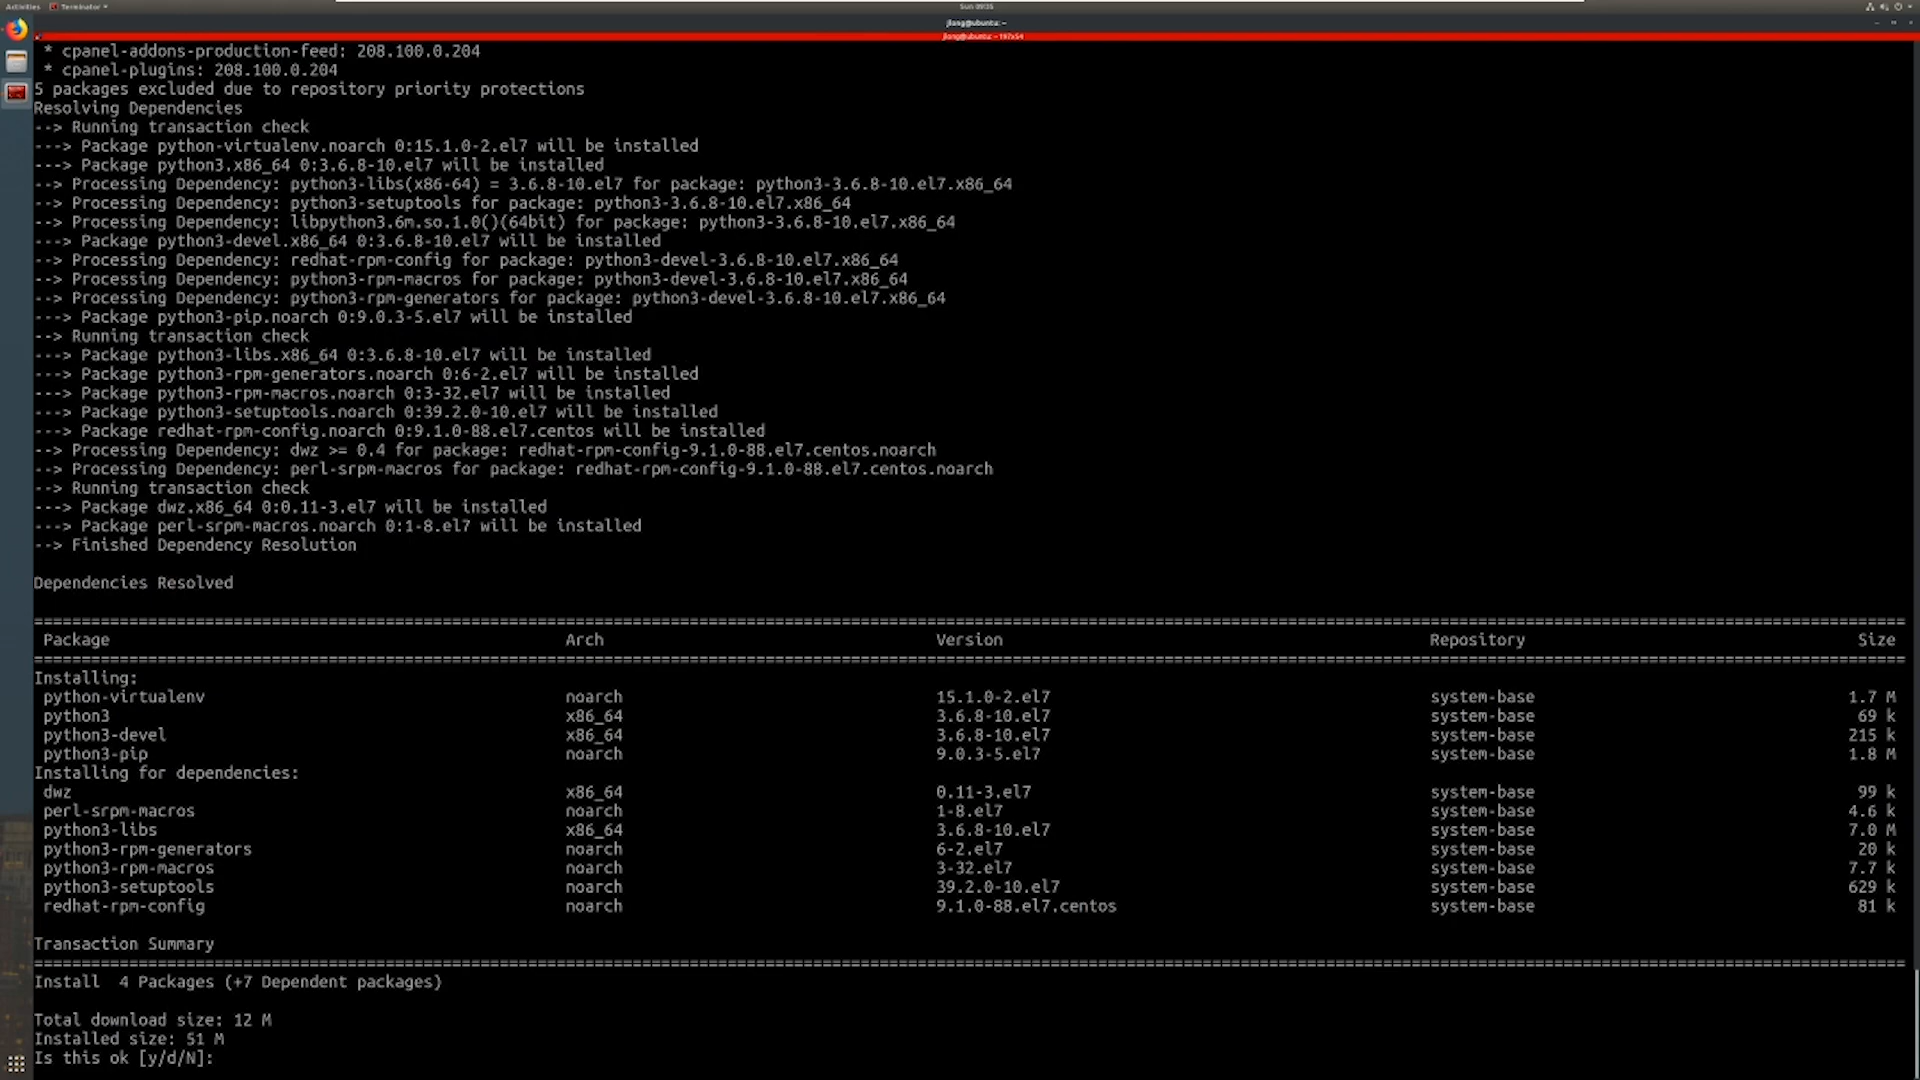 Activities Terminator
Sun 09:35
jlong@ubuntu: ~
jlong@ubuntu: ~ 197x54
* cpanel-addons-production-feed: 208.100.0.204
* cpanel-plugins: 208.100.0.204
5 packages excluded due to repository priority protections
Resolving Dependencies
--> Running transaction check
---> Package python-virtualenv.noarch 0:15.1.0-2.el7 will be installed
---> Package python3.x86_64 0:3.6.8-10.el7 will be installed
--> Processing Dependency: python3-libs(x86-64) = 3.6.8-10.el7 for package: python3-3.6.8-10.el7.x86_64
--> Processing Dependency: python3-setuptools for package: python3-3.6.8-10.el7.x86_64
--> Processing Dependency: libpython3.6m.so.1.0()(64bit) for package: python3-3.6.8-10.el7.x86_64
---> Package python3-devel.x86_64 0:3.6.8-10.el7 will be installed
--> Processing Dependency: redhat-rpm-config for package: python3-devel-3.6.8-10.el7.x86_64
--> Processing Dependency: python3-rpm-macros for package: python3-devel-3.6.8-10.el7.x86_64
--> Processing Dependency: python3-rpm-generators for package: python3-devel-3.6.8-10.el7.x86_64
---> Package python3-pip.noarch 0:9.0.3-5.el7 will be installed
--> Running transaction check
---> Package python3-libs.x86_64 0:3.6.8-10.el7 will be installed
---> Package python3-rpm-generators.noarch 0:6-2.el7 will be installed
---> Package python3-rpm-macros.noarch 0:3-32.el7 will be installed
---> Package python3-setuptools.noarch 0:39.2.0-10.el7 will be installed
---> Package redhat-rpm-config.noarch 0:9.1.0-88.el7.centos will be installed
--> Processing Dependency: dwz >= 0.4 for package: redhat-rpm-config-9.1.0-88.el7.centos.noarch
--> Processing Dependency: perl-srpm-macros for package: redhat-rpm-config-9.1.0-88.el7.centos.noarch
--> Running transaction check
---> Package dwz.x86_64 0:0.11-3.el7 will be installed
---> Package perl-srpm-macros.noarch 0:1-8.el7 will be installed
--> Finished Dependency Resolution
Dependencies Resolved
Package Arch Version Repository Size
Installing:
python-virtualenv noarch 15.1.0-2.el7 system-base 1.7 M
python3 x86_64 3.6.8-10.el7 system-base 69 k
python3-devel x86_64 3.6.8-10.el7 system-base 215 k
python3-pip noarch 9.0.3-5.el7 system-base 1.8 M
Installing for dependencies:
dwz x86_64 0.11-3.el7 system-base 99 k
perl-srpm-macros noarch 1-8.el7 system-base 4.6 k
python3-libs x86_64 3.6.8-10.el7 system-base 7.0 M
python3-rpm-generators noarch 6-2.el7 system-base 20 k
python3-rpm-macros noarch 3-32.el7 system-base 7.7 k
python3-setuptools noarch 39.2.0-10.el7 system-base 629 k
redhat-rpm-config noarch 9.1.0-88.el7.centos system-base 81 k
Transaction Summary
Install 4 Packages (+7 Dependent packages)
Total download size: 12 M
Installed size: 51 M
Is this ok [y/d/N]: